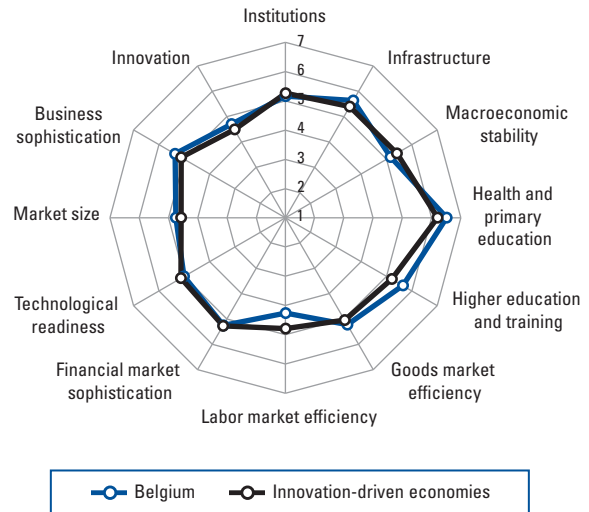 Institutions
7
Innovation
Infrastructure
6
5
Business
sophistication
Macroeconomic
stability
4
3
2
Market size
1
Health and
primary
education
Technological
readiness
Higher education
and training
Financial market
sophistication
Goods market
efficiency
Labor market efficiency
Belgium
Innovation-driven economies